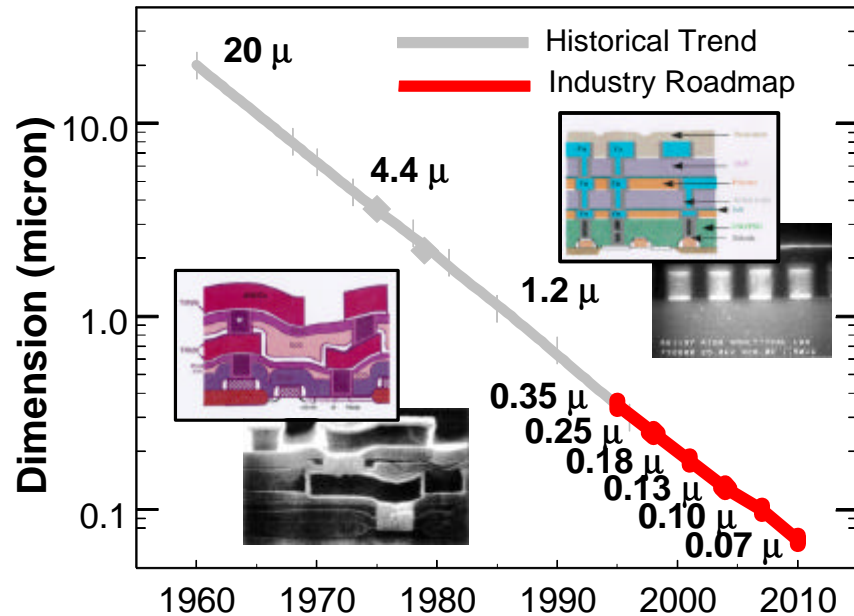 20 μ
Historical Trend
Industry Roadmap
10.0
4.4 μ
Dimension (micron)
1.2 μ
1.0
0.35 μ
0.25 μ
0.18 μ
0.13 μ
0.10 μ
0.1
0.07 μ
1960 1970 1980 1990 2000 2010